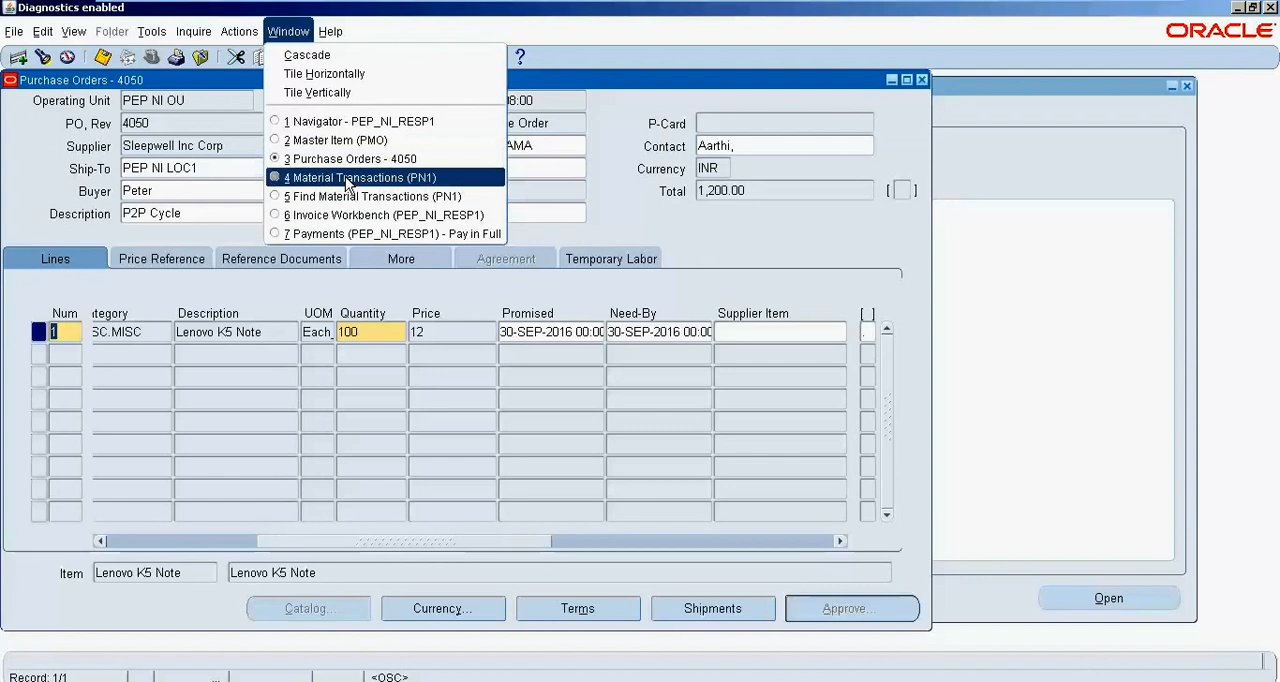 Diagnostics enabled
File Edit View Folder Tools Inquire Actions Window Help
ORACLE
Cascade
Tile Horizontally
Tile Vertically
1 Navigator - PEP_NI_RESP1
2 Master Item (PMO)
3 Purchase Orders - 4050
4 Material Transactions (PN1)
5 Find Material Transactions (PN1)
6 Invoice Workbench (PEP_NI_RESP1)
7 Payments (PEP_NI_RESP1) - Pay in Full
?
Purchase Orders - 4050
Operating Unit PEP NI OU 08:00
PO, Rev 4050 e Order P-Card
Supplier Sleepwell Inc Corp AMA Contact Aarthi,
Ship-To PEP NI LOC1 Currency INR
Buyer Peter Total 1,200.00 [ ]
Description P2P Cycle
Lines Price Reference Reference Documents More Agreement Temporary Labor
Num tegory Description UOM Quantity Price Promised Need-By Supplier Item [ ]
1 SC.MISC Lenovo K5 Note Each 100 12 30-SEP-2016 00:00 30-SEP-2016 00:00 .
Item Lenovo K5 Note Lenovo K5 Note
Catalog... Currency... Terms Shipments Approve...
Open
Record: 1/1 ... <OSC>